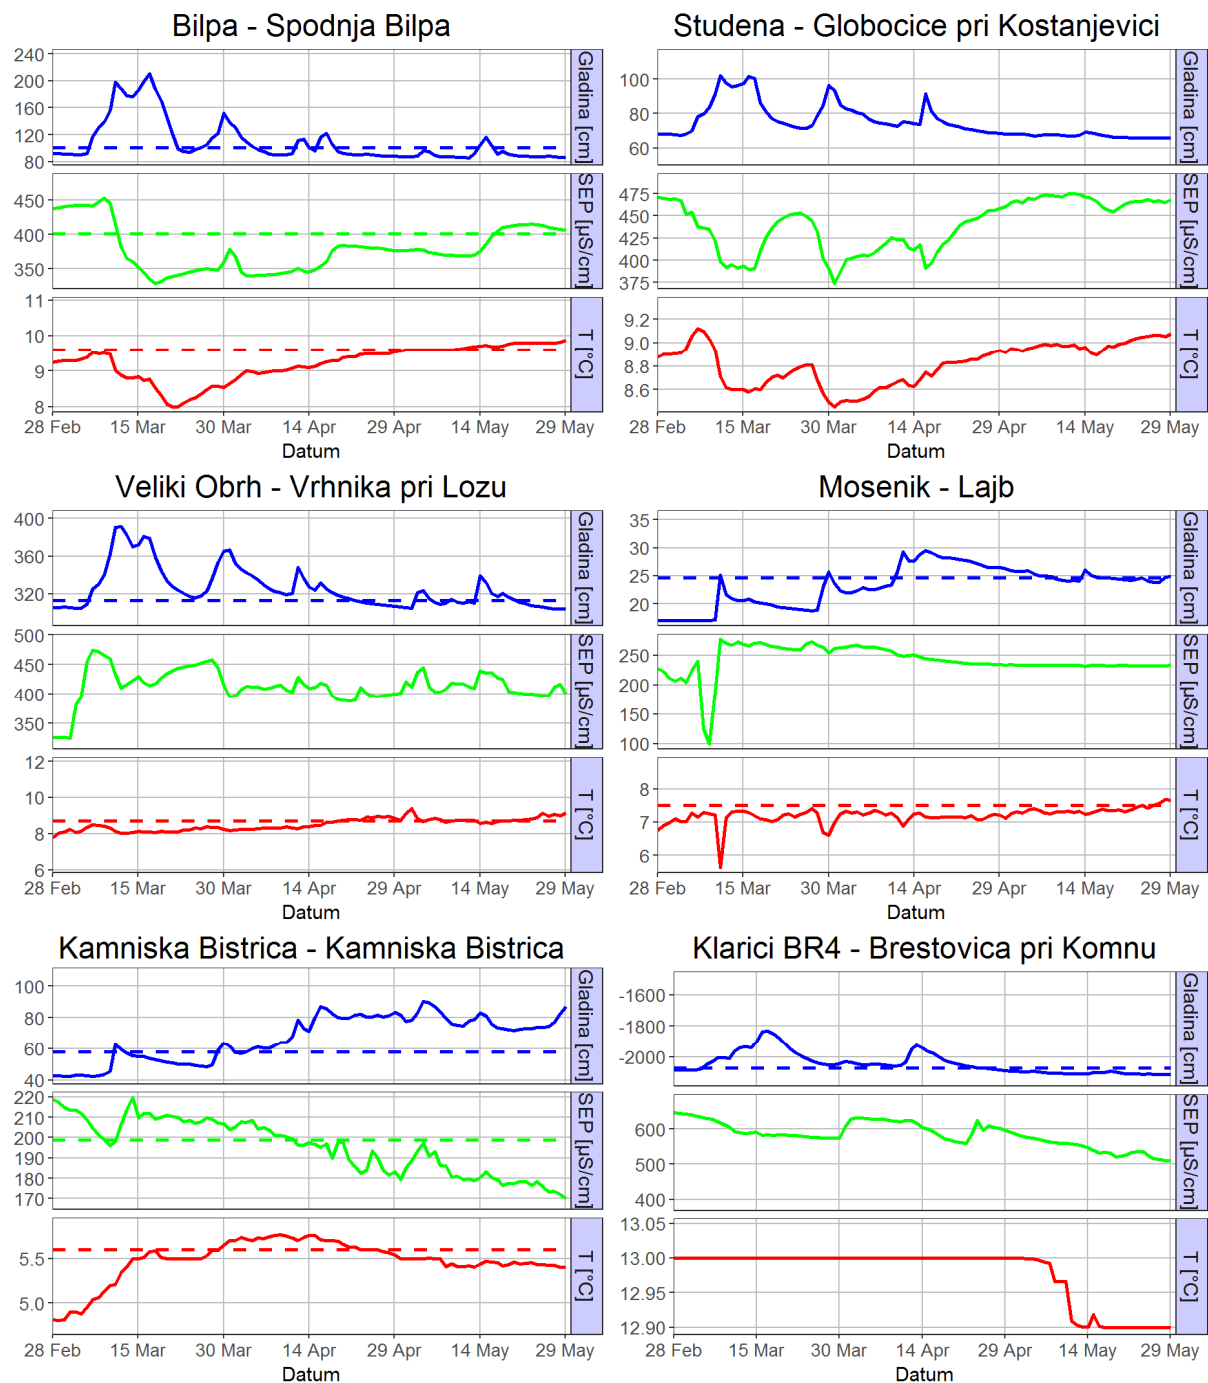 Bilpa - Spodnja Bilpa
240
200
160
120
80
Gladina [cm]
450
400
350
SEP [µS/cm]
11
10
9
8
T [°C]
28 Feb 15 Mar 30 Mar 14 Apr 29 Apr 14 May 29 May
Datum
Studena - Globocice pri Kostanjevici
100
80
60
Gladina [cm]
475
450
425
400
375
SEP [µS/cm]
9.2
9.0
8.8
8.6
T [°C]
28 Feb 15 Mar 30 Mar 14 Apr 29 Apr 14 May 29 May
Datum
Veliki Obrh - Vrhnika pri Lozu
400
360
320
Gladina [cm]
500
450
400
350
SEP [µS/cm]
12
10
8
6
T [°C]
28 Feb 15 Mar 30 Mar 14 Apr 29 Apr 14 May 29 May
Datum
Mosenik - Lajb
35
30
25
20
Gladina [cm]
250
200
150
100
SEP [µS/cm]
8
7
6
T [°C]
28 Feb 15 Mar 30 Mar 14 Apr 29 Apr 14 May 29 May
Datum
Kamniska Bistrica - Kamniska Bistrica
100
80
60
40
Gladina [cm]
220
210
200
190
180
170
SEP [µS/cm]
5.5
5.0
T [°C]
28 Feb 15 Mar 30 Mar 14 Apr 29 Apr 14 May 29 May
Datum
Klarici BR4 - Brestovica pri Komnu
-1600
-1800
-2000
Gladina [cm]
600
500
400
SEP [µS/cm]
13.05
13.00
12.95
12.90
T [°C]
28 Feb 15 Mar 30 Mar 14 Apr 29 Apr 14 May 29 May
Datum